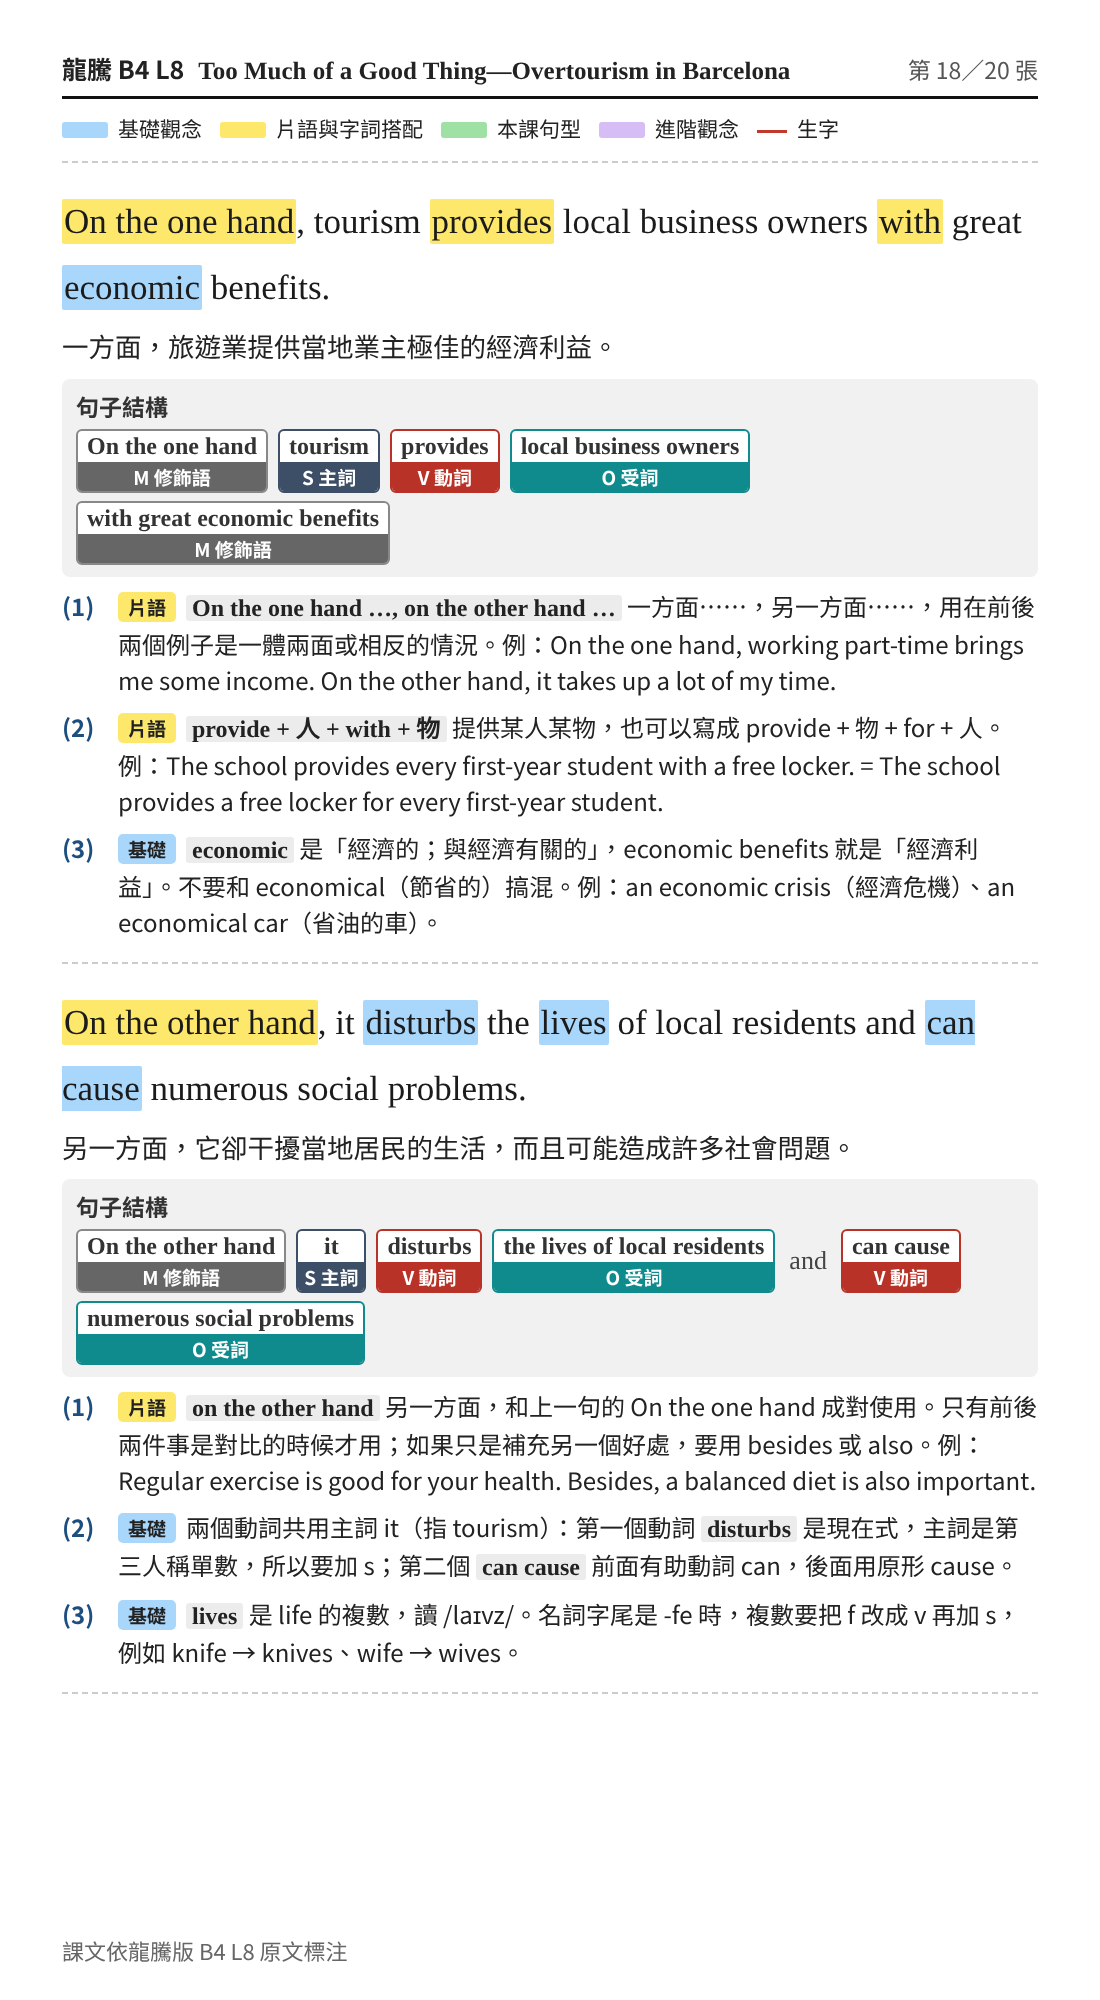 龍騰 B4 L8 Too Much of a Good Thing—Overtourism in Barcelona 第 18／20 張
基礎觀念 片語與字詞搭配 本課句型 進階觀念 生字
On the one hand, tourism provides local business owners with great
economic benefits.
一方面，旅遊業提供當地業主極佳的經濟利益。
句子結構
On the one hand tourism provides local business owners
M 修飾語 S 主詞 V 動詞 O 受詞
with great economic benefits
M 修飾語
(1) 片語 On the one hand …, on the other hand … 一方面……，另一方面……，用在前後
兩個例子是一體兩面或相反的情況。例：On the one hand, working part-time brings
me some income. On the other hand, it takes up a lot of my time.
(2) 片語 provide + 人 + with + 物 提供某人某物，也可以寫成 provide + 物 + for + 人。
例：The school provides every first-year student with a free locker. = The school
provides a free locker for every first-year student.
(3) 基礎 economic 是「經濟的；與經濟有關的」，economic benefits 就是「經濟利
益」。不要和 economical（節省的）搞混。例：an economic crisis（經濟危機）、an
economical car（省油的車）。
On the other hand, it disturbs the lives of local residents and can
cause numerous social problems.
另一方面，它卻干擾當地居民的生活，而且可能造成許多社會問題。
句子結構
On the other hand it disturbs the lives of local residents and can cause
M 修飾語 S 主詞 V 動詞 O 受詞 V 動詞
numerous social problems
O 受詞
(1) 片語 on the other hand 另一方面，和上一句的 On the one hand 成對使用。只有前後
兩件事是對比的時候才用；如果只是補充另一個好處，要用 besides 或 also。例：
Regular exercise is good for your health. Besides, a balanced diet is also important.
(2) 基礎 兩個動詞共用主詞 it（指 tourism）：第一個動詞 disturbs 是現在式，主詞是第
三人稱單數，所以要加 s；第二個 can cause 前面有助動詞 can，後面用原形 cause。
(3) 基礎 lives 是 life 的複數，讀 /laɪvz/。名詞字尾是 -fe 時，複數要把 f 改成 v 再加 s，
例如 knife → knives、wife → wives。
課文依龍騰版 B4 L8 原文標注